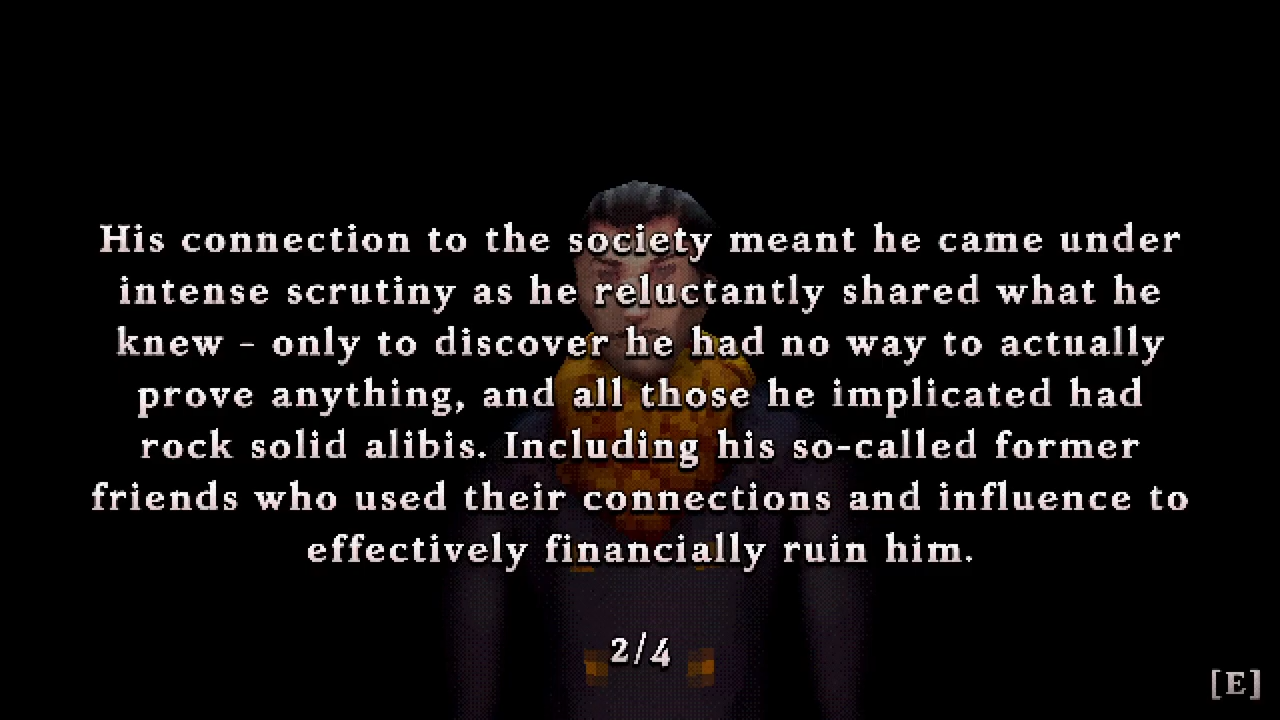 His connection to the society meant he came under
intense scrutiny as he reluctantly shared what he
knew - only to discover he had no way to actually
prove anything, and all those he implicated had
rock solid alibis. Including his so-called former
friends who used their connections and influence to
effectively financially ruin him.
2/4
[E]